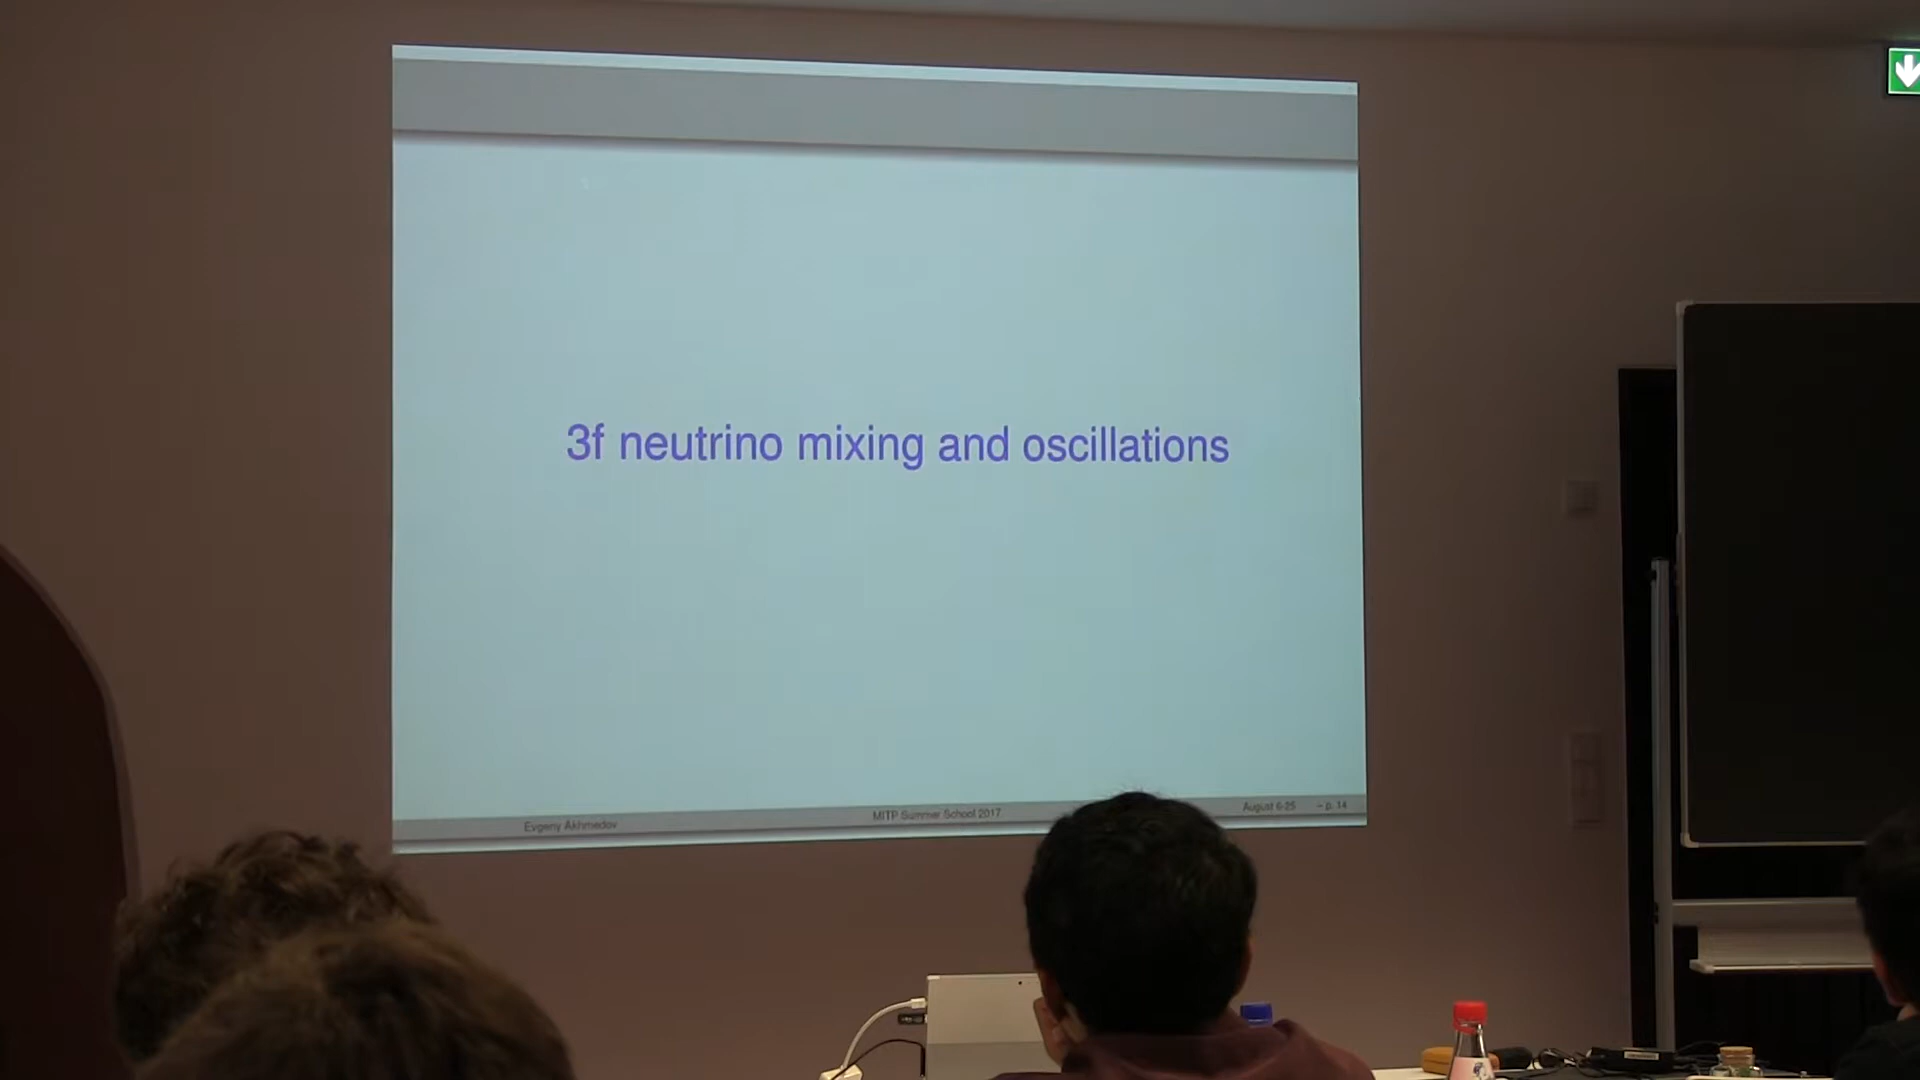 3f neutrino mixing and oscillations
Evgeny Akhmedov
MITP Summer School 2017
August 6-25
– p. 14